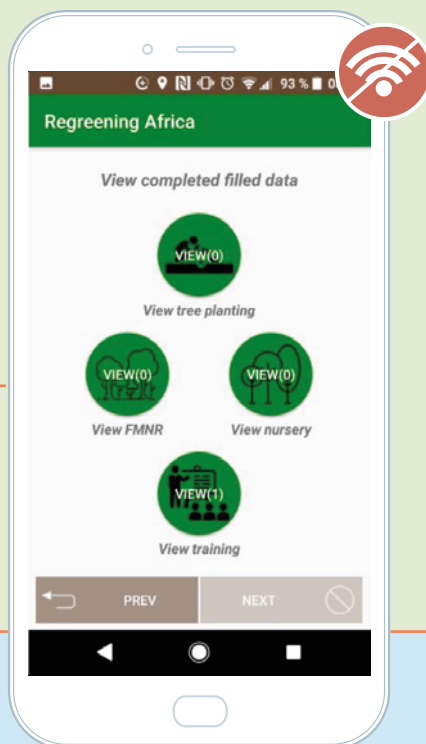 93 %
Regreening Africa
View completed filled data
VIEW(0)
View tree planting
VIEW(0) VIEW(0)
View FMNR View nursery
VIEW(1)
View training
PREV NEXT